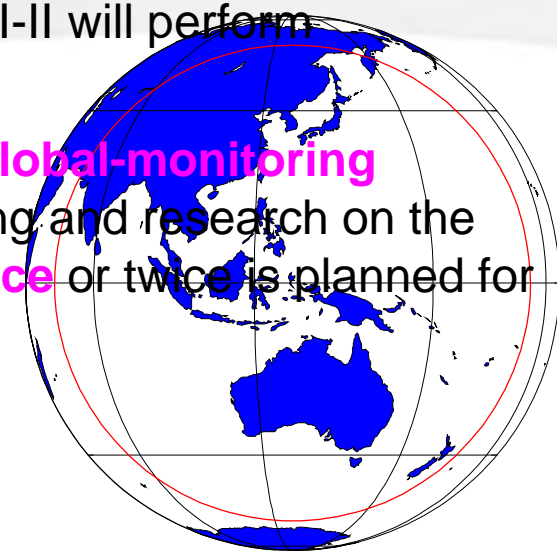 I-II will perform
lobal-monitoring
ng and research on the
ce or twice is planned for